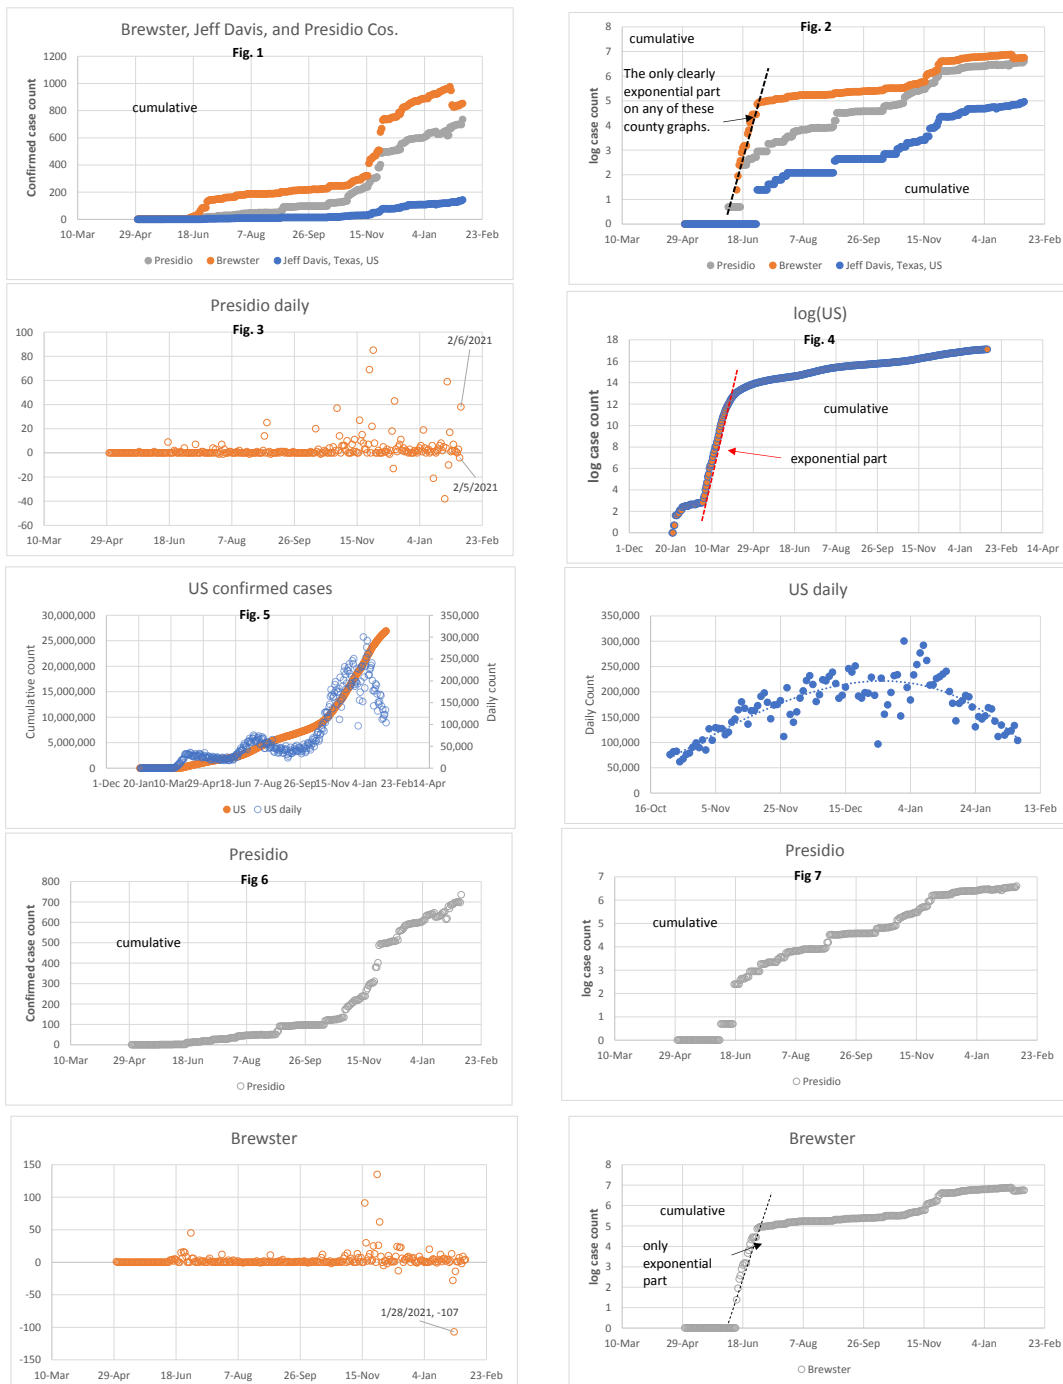 Brewster, Jeff Davis, and Presidio Cos.
Fig. 1
cumulative
Confirmed case count
1200
1000
800
600
400
200
0
10-Mar 29-Apr 18-Jun 7-Aug 26-Sep 15-Nov 4-Jan 23-Feb
Presidio Brewster Jeff Davis, Texas, US
Fig. 2
cumulative
The only clearly
exponential part
on any of these
county graphs.
cumulative
log case count
8
7
6
5
4
3
2
1
0
10-Mar 29-Apr 18-Jun 7-Aug 26-Sep 15-Nov 4-Jan 23-Feb
Presidio Brewster Jeff Davis, Texas, US
Presidio daily
Fig. 3
2/6/2021
2/5/2021
100
80
60
40
20
0
-20
-40
-60
10-Mar 29-Apr 18-Jun 7-Aug 26-Sep 15-Nov 4-Jan 23-Feb
log(US)
Fig. 4
cumulative
exponential part
log case count
18
16
14
12
10
8
6
4
2
0
1-Dec 20-Jan 10-Mar 29-Apr 18-Jun 7-Aug 26-Sep 15-Nov 4-Jan 23-Feb 14-Apr
US confirmed cases
Fig. 5
Cumulative count
30,000,000
25,000,000
20,000,000
15,000,000
10,000,000
5,000,000
0
350,000
300,000
250,000
200,000
150,000
100,000
50,000
0
Daily count
1-Dec 20-Jan 10-Mar 29-Apr 18-Jun 7-Aug 26-Sep 15-Nov 4-Jan 23-Feb 14-Apr
US US daily
US daily
Daily Count
350,000
300,000
250,000
200,000
150,000
100,000
50,000
0
16-Oct 5-Nov 25-Nov 15-Dec 4-Jan 24-Jan 13-Feb
Presidio
Fig 6
cumulative
Confirmed case count
800
700
600
500
400
300
200
100
0
10-Mar 29-Apr 18-Jun 7-Aug 26-Sep 15-Nov 4-Jan 23-Feb
Presidio
Presidio
Fig 7
cumulative
log case count
7
6
5
4
3
2
1
0
10-Mar 29-Apr 18-Jun 7-Aug 26-Sep 15-Nov 4-Jan 23-Feb
Presidio
Brewster
1/28/2021, -107
150
100
50
0
-50
-100
-150
10-Mar 29-Apr 18-Jun 7-Aug 26-Sep 15-Nov 4-Jan 23-Feb
Brewster
cumulative
only
exponential
part
log case count
8
7
6
5
4
3
2
1
0
10-Mar 29-Apr 18-Jun 7-Aug 26-Sep 15-Nov 4-Jan 23-Feb
Brewster